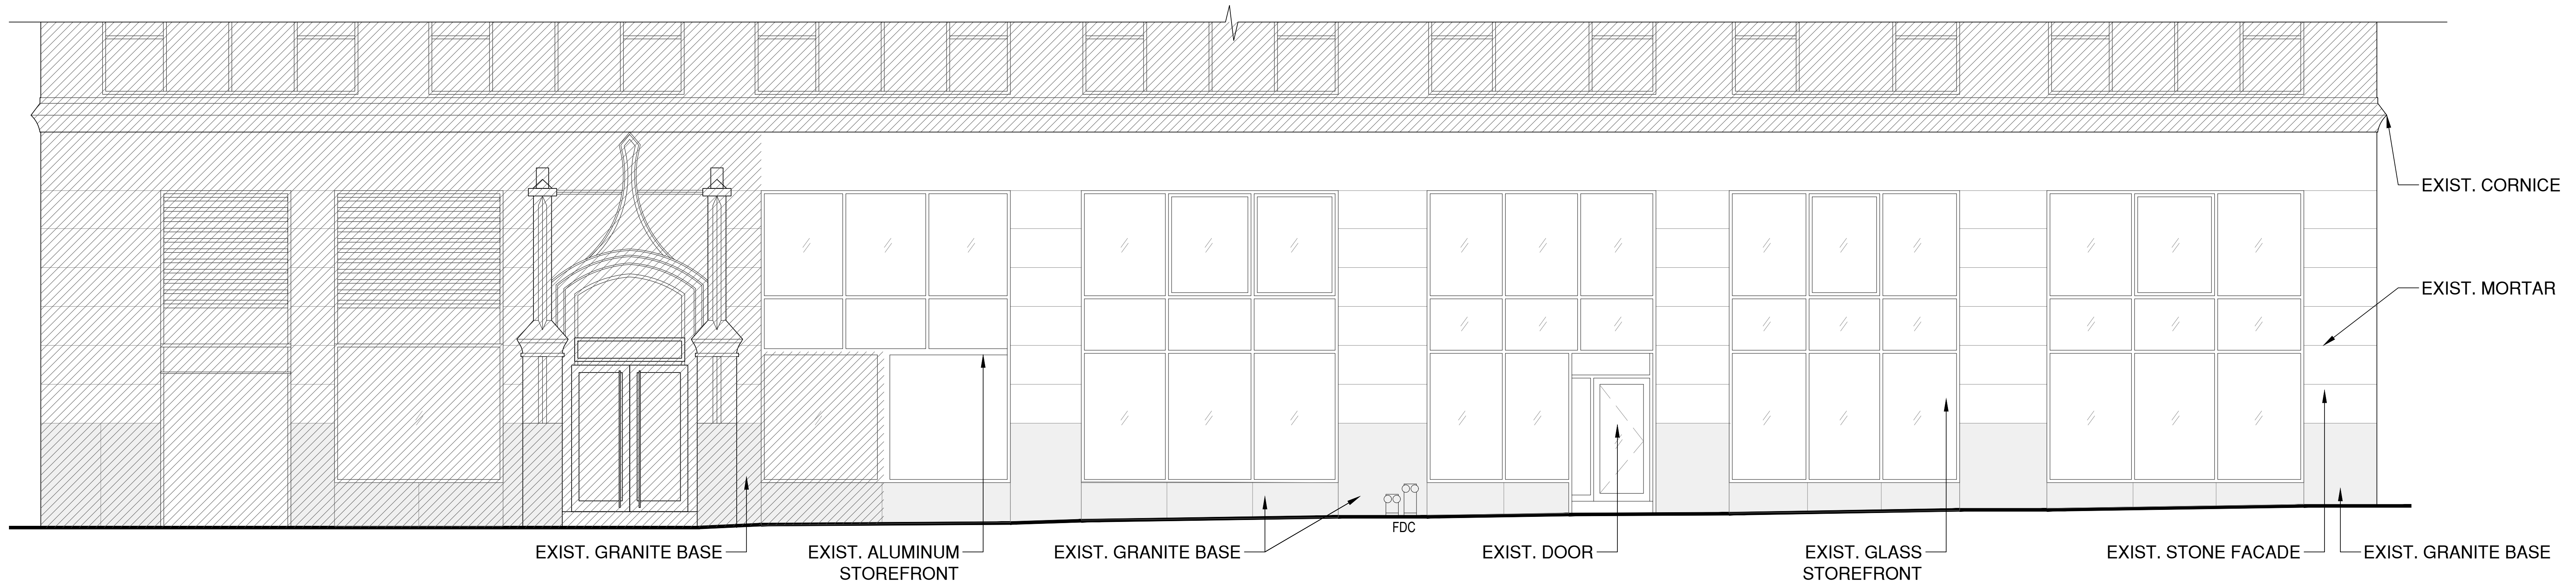 EXIST. CORNICE
EXIST. MORTAR
FDC
EXIST. GRANITE BASE
EXIST. ALUMINUM
STOREFRONT
EXIST. GRANITE BASE
EXIST. DOOR
EXIST. GLASS
STOREFRONT
EXIST. STONE FACADE
EXIST. GRANITE BASE